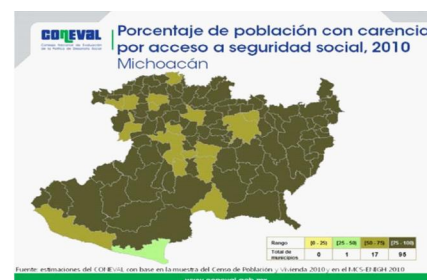 CONEVAL
Consejo Nacional de Evaluación
de la Política de Desarrollo Social
Porcentaje de población con carencia
por acceso a seguridad social, 2010
Michoacán
Rango [0 - 25) [25 - 50) [50 - 75) [75 - 100]
Total de municipios 0 1 17 95
Fuente: estimaciones del CONEVAL con base en la muestra del Censo de Población y Vivienda 2010 y en el MCS-ENIGH 2010
www.coneval.gob.mx